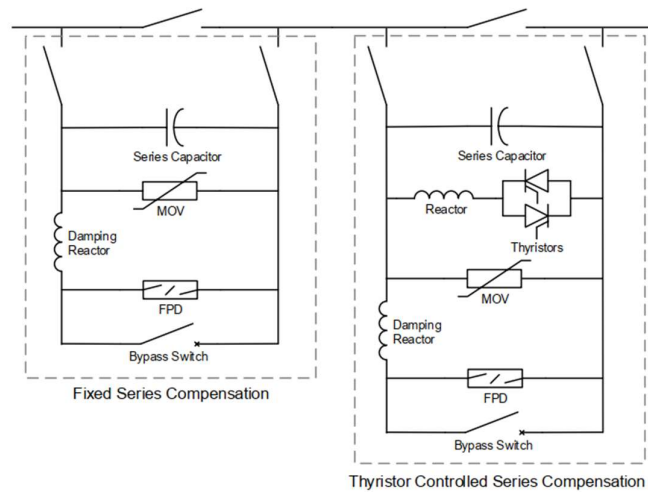 Series Capacitor
MOV
Damping
Reactor
FPD
Bypass Switch
Fixed Series Compensation
Series Capacitor
Reactor
Thyristors
MOV
Damping
Reactor
FPD
Bypass Switch
Thyristor Controlled Series Compensation